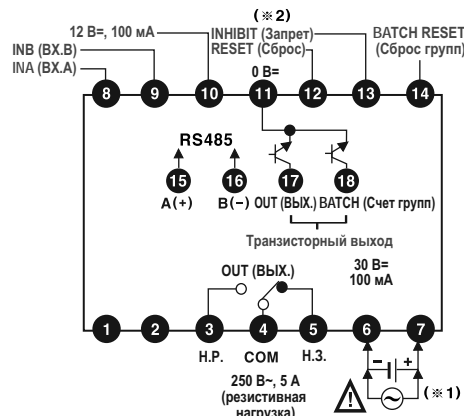 (※2)
12 В=, 100 мА
INHIBIT (Запрет)
BATCH RESET
INB (ВХ.В)
RESET (Сброс)
(Сброс групп)
INA (ВХ.А)
0 В=
8 9 10 11 12 13 14
RS485
15 16 17 18
A(+) B(−) OUT (ВЫХ.) BATCH (Счет групп)
Транзисторный выход
30 В=
100 мА
OUT (ВЫХ.)
1 2 3 4 5 6 7
Н.Р. COM Н.З.
− +
250 В~, 5 А
(резистивная
нагрузка)
(※1)